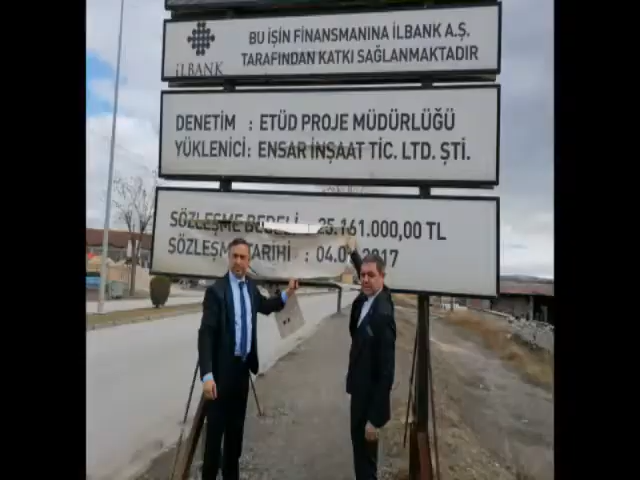 İLBANK
BU İŞİN FİNANSMANINA İLBANK A.Ş.
TARAFINDAN KATKI SAĞLANMAKTADIR
DENETİM : ETÜD PROJE MÜDÜRLÜĞÜ
YÜKLENİCİ : ENSAR İNŞAAT TİC. LTD. ŞTİ.
SÖZLEŞME BEDELİ : 25.161.000,00 TL
SÖZLEŞME TARİHİ : 04.0 2017